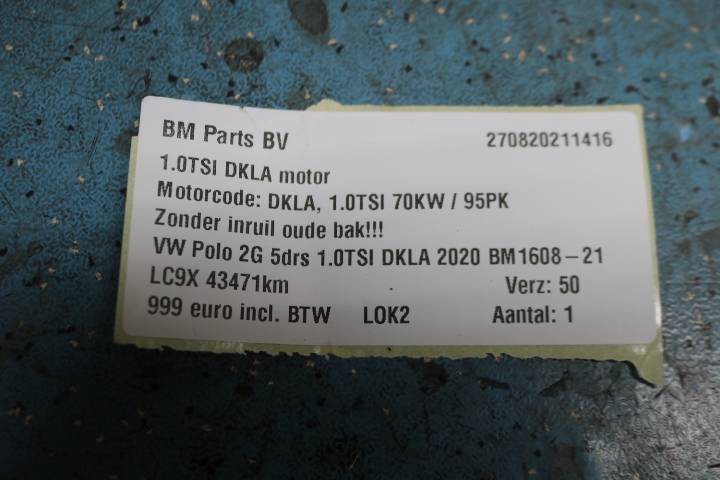 BM Parts BV 270820211416
1.0TSI DKLA motor
Motorcode: DKLA, 1.0TSI 70KW / 95PK
Zonder inruil oude bak!!!
VW Polo 2G 5drs 1.0TSI DKLA 2020 BM1608-21
LC9X 43471km Verz: 50
999 euro incl. BTW LOK2 Aantal: 1